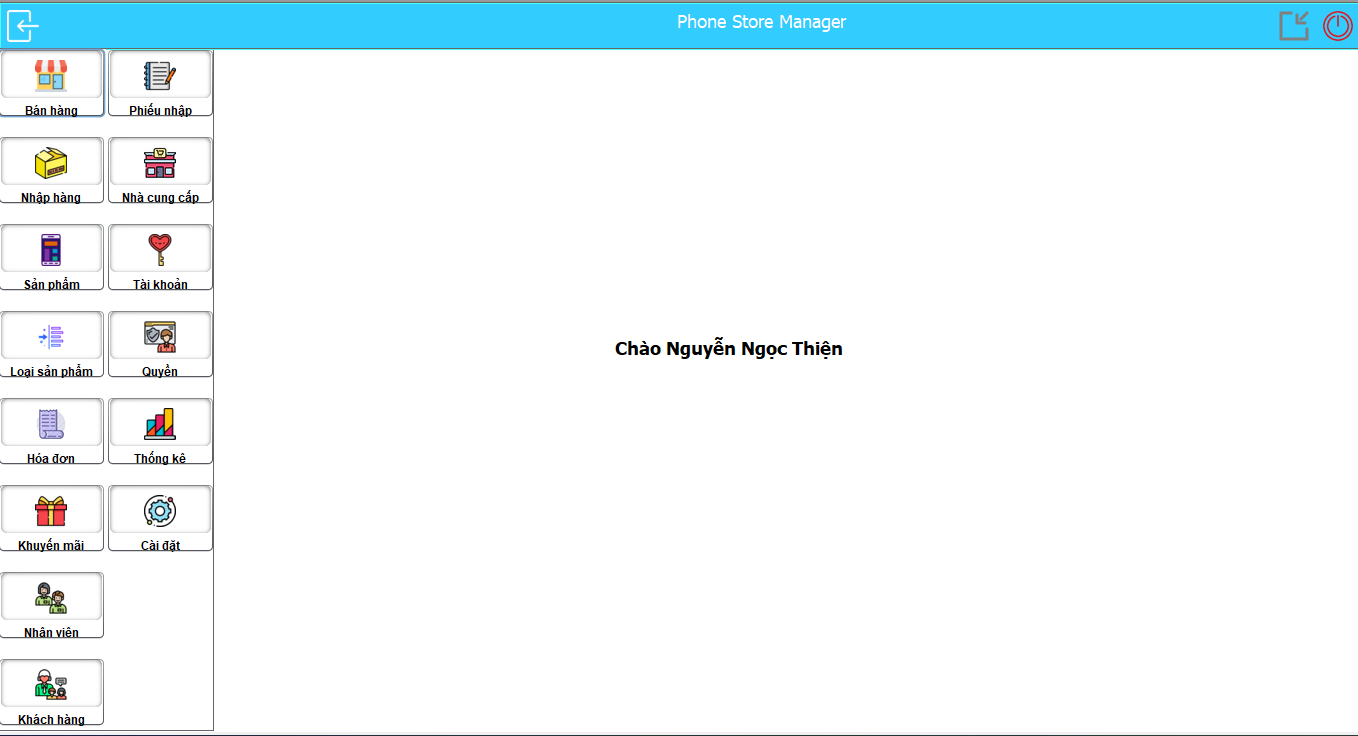 Phone Store Manager
Bán hàng
Phiếu nhập
Nhập hàng
Nhà cung cấp
Sản phẩm
Tài khoản
Loại sản phẩm
Quyền
Hóa đơn
Thống kê
Khuyến mãi
Cài đặt
Nhân viên
Khách hàng
Chào Nguyễn Ngọc Thiện